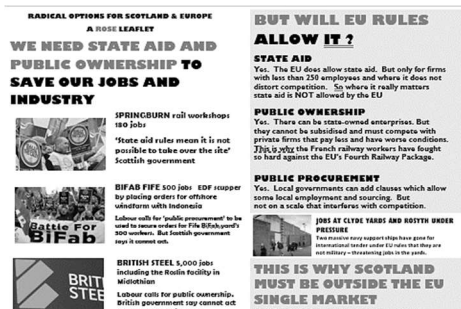 RADICAL OPTIONS FOR SCOTLAND & EUROPE
A ROSE LEAFLET
WE NEED STATE AID AND
PUBLIC OWNERSHIP TO
SAVE OUR JOBS AND
INDUSTRY
SPRINGBURN rail workshops
180 jobs
'State aid rules mean it is not
possible to take over the site'
Scottish government
BIFAB FIFE 500 jobs EDF scupper
by placing orders for offshore
windform with Indonesia
Labour calls for 'public procurement' to be
used to secure orders for Fife BiFab,yard's
500 workers. But Scottish government
says it cannot act.
Battle For
BiFab
BRITISH STEEL 5,000 jobs
including the Roslin facility in
Midlothian
Labour calls for public ownership.
British government say cannot act
BRITI
STEE
BUT WILL EU RULES
ALLOW IT ?
STATE AID
Yes. The EU does allow state aid. But only for firms
with less than 250 employees and where it does not
distort competition. So where it really matters
state aid is NOT allowed by the EU
PUBLIC OWNERSHIP
Yes. There can be state-owned enterprises. But
they cannot be subsidised and must compete with
private firms that pay less and have worse conditions.
This is why the French railway workers have fought
so hard against the EU's Fourth Railway Package.
PUBLIC PROCUREMENT
Yes. Local governments can add clauses which allow
some local employment and sourcing. But
not on a scale that interferes with competition.
JOBS AT CLYDE YARDS AND ROSYTH UNDER
PRESSURE
Two massive navy support ships have gone for
international tender under EU rules that they are
not military – threatening jobs in the yards.
THIS IS WHY SCOTLAND
MUST BE OUTSIDE THE EU
SINGLE MARKET